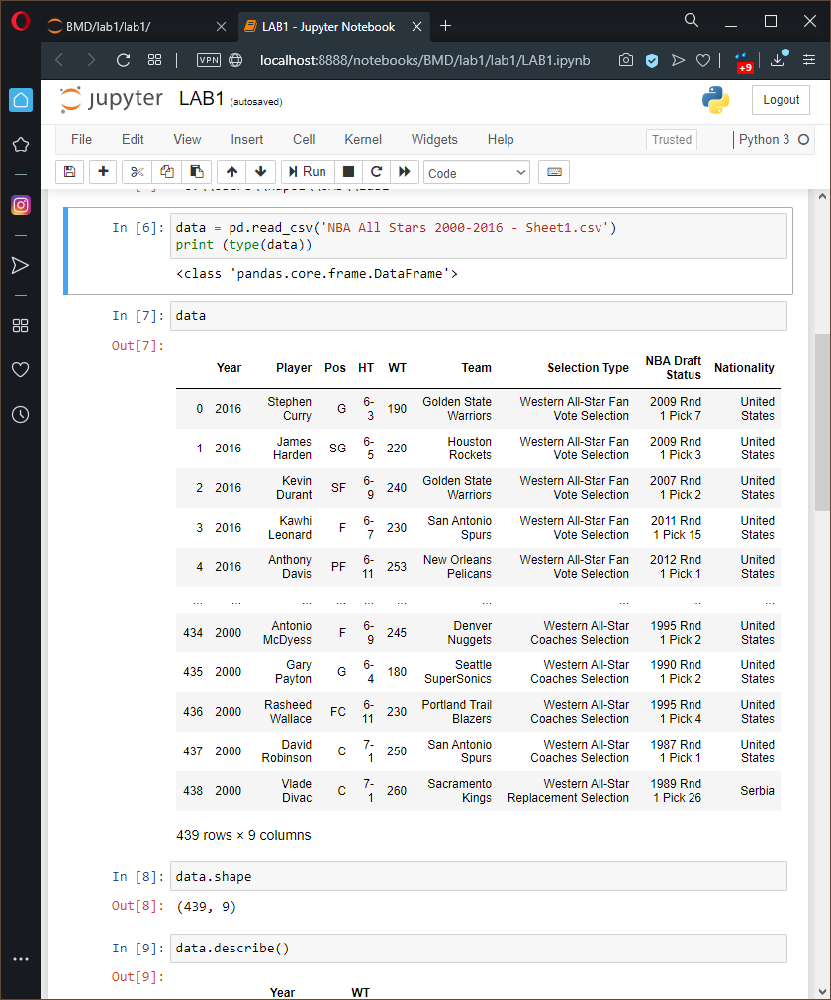 BMD/lab1/lab1/
LAB1 - Jupyter Notebook
VPN
localhost:8888/notebooks/BMD/lab1/lab1/LAB1.ipynb
+9
jupyter LAB1 (autosaved)
Logout
File Edit View Insert Cell Kernel Widgets Help
Trusted
Python 3
Run
Code
In [6]: data = pd.read_csv('NBA All Stars 2000-2016 - Sheet1.csv')
print (type(data))
<class 'pandas.core.frame.DataFrame'>
In [7]: data
Out[7]:
Year Player Pos HT WT Team Selection Type NBA Draft Status Nationality
0 2016 Stephen Curry G 6-3 190 Golden State Warriors Western All-Star Fan Vote Selection 2009 Rnd 1 Pick 7 United States
1 2016 James Harden SG 6-5 220 Houston Rockets Western All-Star Fan Vote Selection 2009 Rnd 1 Pick 3 United States
2 2016 Kevin Durant SF 6-9 240 Golden State Warriors Western All-Star Fan Vote Selection 2007 Rnd 1 Pick 2 United States
3 2016 Kawhi Leonard F 6-7 230 San Antonio Spurs Western All-Star Fan Vote Selection 2011 Rnd 1 Pick 15 United States
4 2016 Anthony Davis PF 6-11 253 New Orleans Pelicans Western All-Star Fan Vote Selection 2012 Rnd 1 Pick 1 United States
... ... ... ... ... ... ... ... ... ...
434 2000 Antonio McDyess F 6-9 245 Denver Nuggets Western All-Star Coaches Selection 1995 Rnd 1 Pick 2 United States
435 2000 Gary Payton G 6-4 180 Seattle SuperSonics Western All-Star Coaches Selection 1990 Rnd 1 Pick 2 United States
436 2000 Rasheed Wallace FC 6-11 230 Portland Trail Blazers Western All-Star Coaches Selection 1995 Rnd 1 Pick 4 United States
437 2000 David Robinson C 7-1 250 San Antonio Spurs Western All-Star Coaches Selection 1987 Rnd 1 Pick 1 United States
438 2000 Vlade Divac C 7-1 260 Sacramento Kings Western All-Star Replacement Selection 1989 Rnd 1 Pick 26 Serbia
439 rows × 9 columns
In [8]: data.shape
Out[8]: (439, 9)
In [9]: data.describe()
Out[9]:
Year WT